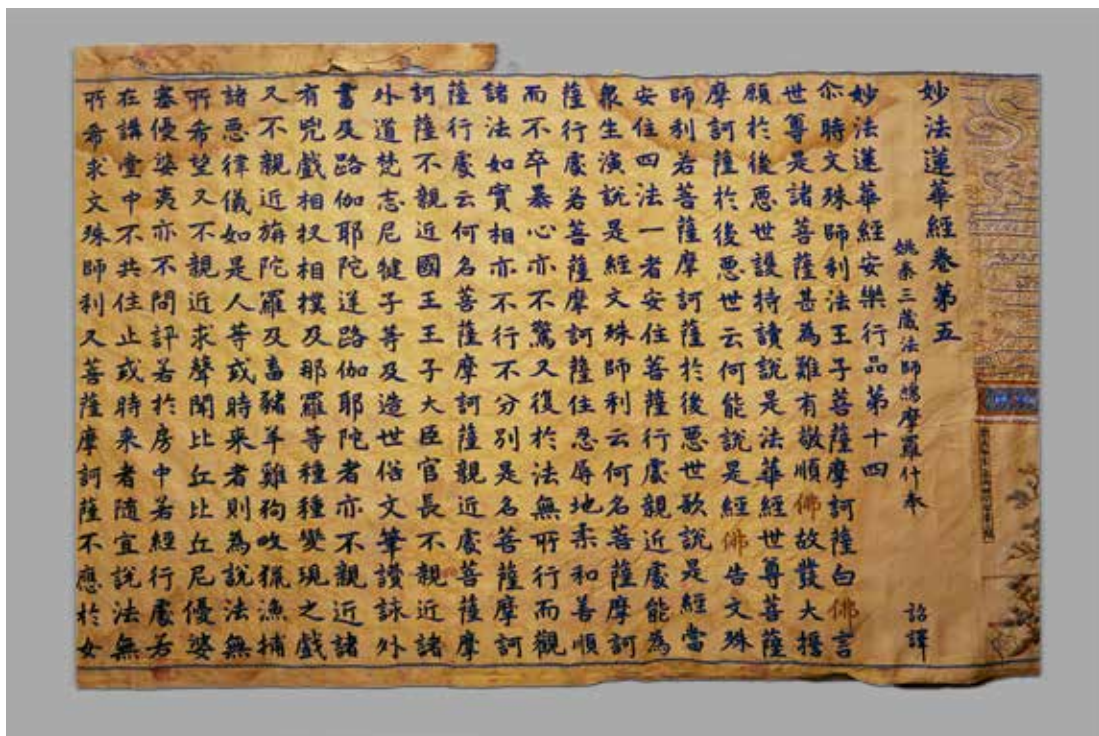 妙法蓮華經卷第五
姚秦三藏法師鳩摩羅什奉 詔譯
妙法蓮華經安樂行品第十四
尒時文殊師利法王子菩薩摩訶薩白佛言
世尊是諸菩薩甚為難有敬順佛故發大
願於後惡世護持讀說是法華經世尊菩薩
摩訶薩於後惡世云何能說是經佛告文殊
師利若菩薩摩訶薩於後惡世欲說是經當
安住四法一者安住菩薩行處親近處能為
眾生演說是經文殊師利云何名菩薩摩訶
薩行處若菩薩摩訶薩住忍辱地柔和善順
而不卒暴心亦不驚又復於法無所行而觀
諸法如實相亦不行不分別是名菩薩摩訶
薩行處云何名菩薩摩訶薩親近處菩薩摩
訶薩不親近國王王子大臣官長不親近諸
外道梵志尼犍子等及造世俗文筆讚詠外
書及路伽耶陀逆路伽耶陀者亦不親近諸
有兇戲相扠相撲及那羅等種種變現之戲
又不親近旃陀羅及畜豬羊雞狗畋獵漁捕
諸惡律儀如是人等或時來者則為說法無
所希望又不親近求聲聞比丘比丘尼優婆
塞優婆夷亦不問訊若於房中若經行處若
在講堂中不共住止或時來者隨宜說法無
所希求文殊師利又菩薩摩訶薩不應於女